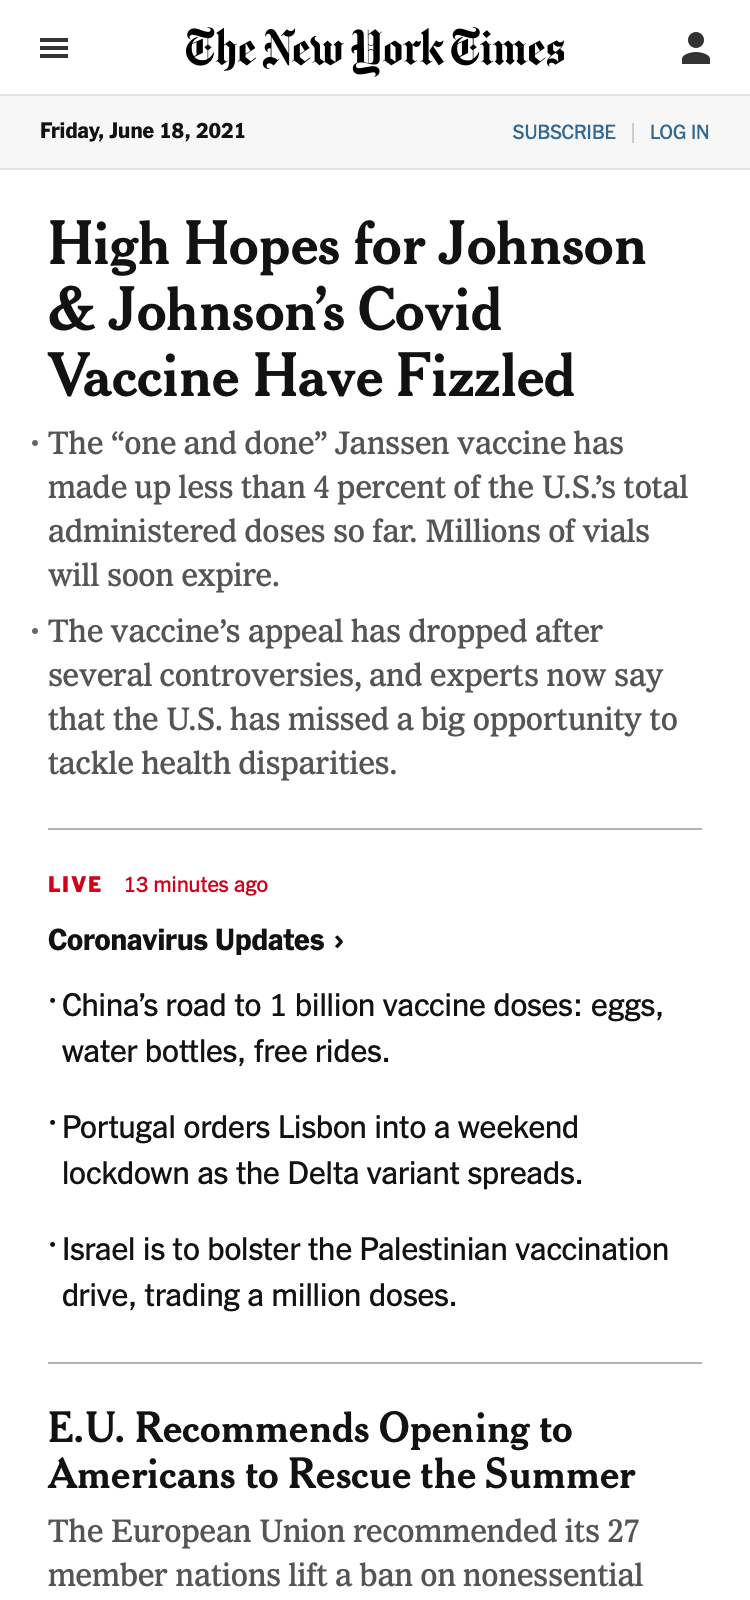 The New York Times
Friday, June 18, 2021
SUBSCRIBE | LOG IN
High Hopes for Johnson
& Johnson’s Covid
Vaccine Have Fizzled
• The “one and done” Janssen vaccine has
made up less than 4 percent of the U.S.’s total
administered doses so far. Millions of vials
will soon expire.
• The vaccine’s appeal has dropped after
several controversies, and experts now say
that the U.S. has missed a big opportunity to
tackle health disparities.
LIVE 13 minutes ago
Coronavirus Updates ›
• China’s road to 1 billion vaccine doses: eggs,
water bottles, free rides.
• Portugal orders Lisbon into a weekend
lockdown as the Delta variant spreads.
• Israel is to bolster the Palestinian vaccination
drive, trading a million doses.
E.U. Recommends Opening to
Americans to Rescue the Summer
The European Union recommended its 27
member nations lift a ban on nonessential